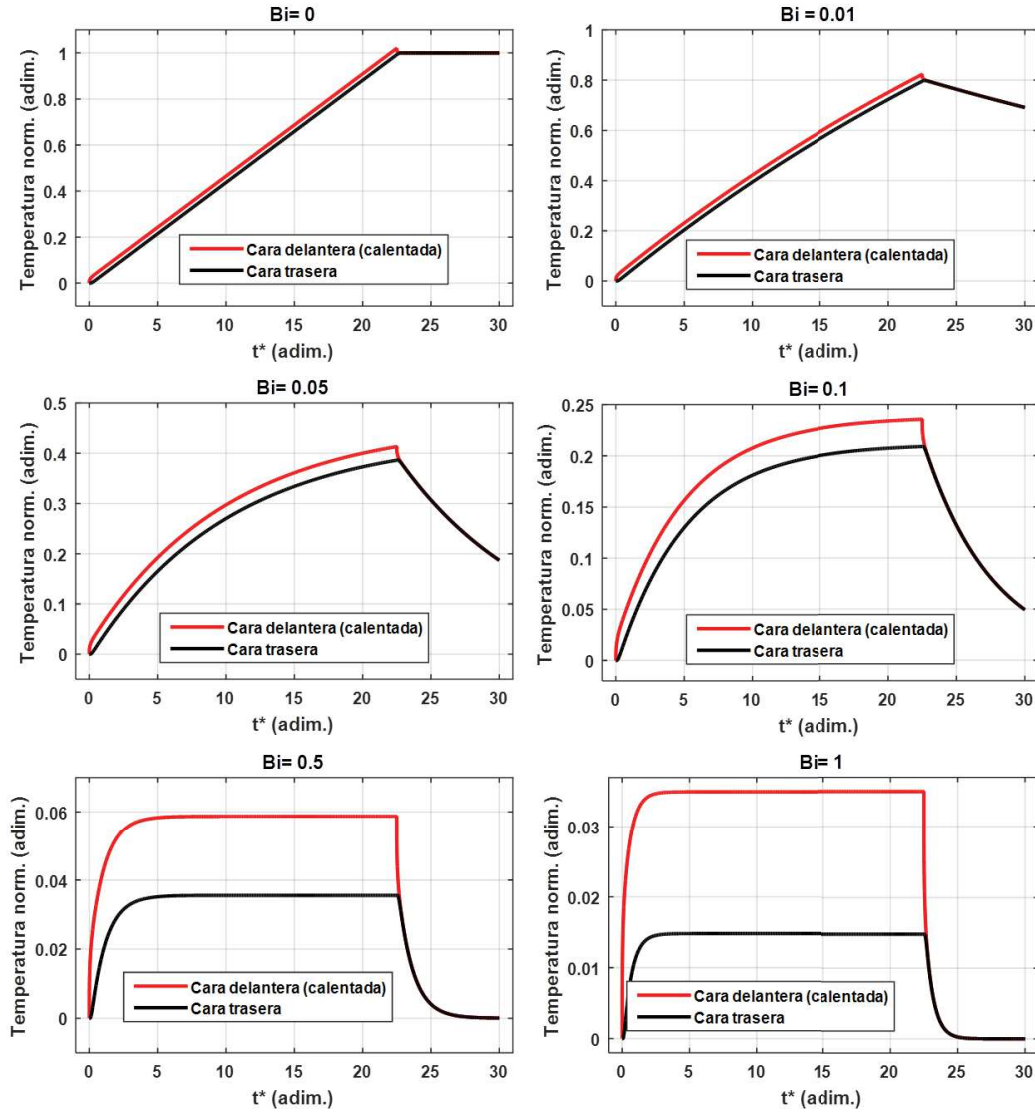 Bi= 0
Temperatura norm. (adim.)
1
0.8
0.6
0.4
0.2
0
Cara delantera (calentada)
Cara trasera
0 5 10 15 20 25 30
t* (adim.)
Bi = 0.01
Temperatura norm. (adim.)
1
0.8
0.6
0.4
0.2
0
Cara delantera (calentada)
Cara trasera
0 5 10 15 20 25 30
t* (adim.)
Bi= 0.05
Temperatura norm. (adim.)
0.5
0.4
0.3
0.2
0.1
0
Cara delantera (calentada)
Cara trasera
0 5 10 15 20 25 30
t* (adim.)
Bi= 0.1
Temperatura norm. (adim.)
0.25
0.2
0.15
0.1
0.05
0
Cara delantera (calentada)
Cara trasera
0 5 10 15 20 25 30
t* (adim.)
Bi= 0.5
Temperatura norm. (adim.)
0.06
0.04
0.02
0
Cara delantera (calentada)
Cara trasera
0 5 10 15 20 25 30
t* (adim.)
Bi= 1
Temperatura norm. (adim.)
0.03
0.02
0.01
0
Cara delantera (calentada)
Cara trasera
0 5 10 15 20 25 30
t* (adim.)